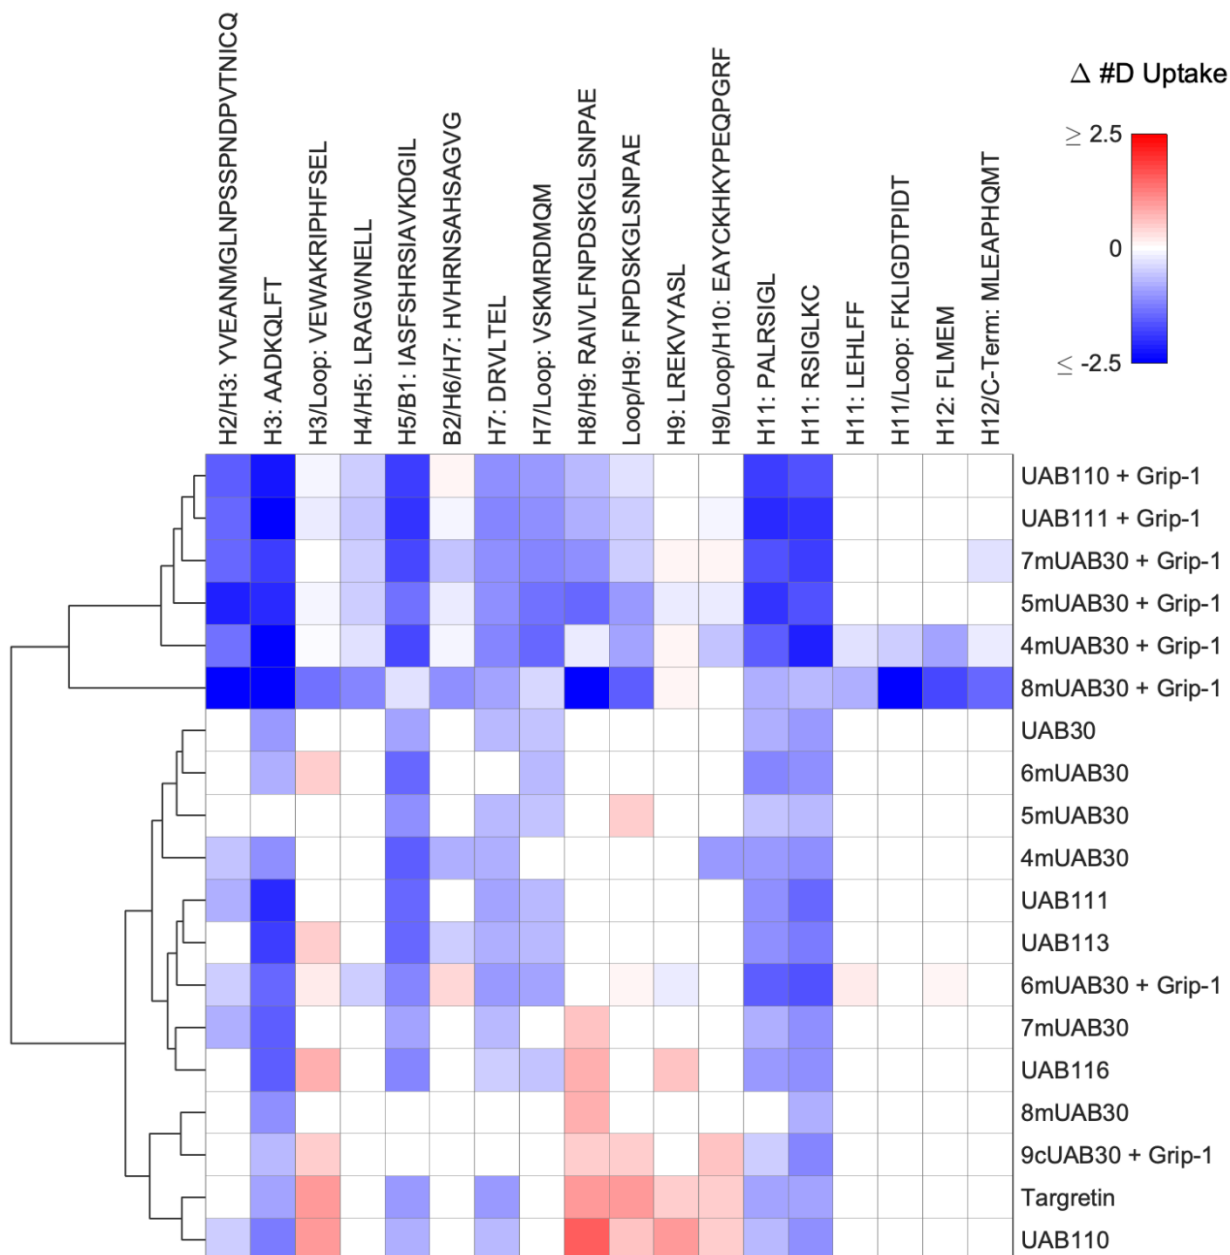 Δ #D Uptake
≥ 2.5
0
≤ -2.5
H2/H3: YVEANMGLNPSSPNDPVTNICQ
H3: AADKQLFT
H3/Loop: VEWAKRIPHFSEL
H4/H5: LRAGWNELL
H5/B1: IASFSHRSIAVKDGIL
B2/H6/H7: HVHRNSAHSAGVG
H7: DRVLTEL
H7/Loop: VSKMRDMQM
H8/H9: RAIVLFNPDSKGLSNPAE
Loop/H9: FNPDSKGLSNPAE
H9: LREKVYASL
H9/Loop/H10: EAYCKHKYPEQPGRF
H11: PALRSIGL
H11: RSIGLKC
H11: LEHLFF
H11/Loop: FKLIGDTPIDT
H12: FLMEM
H12/C-Term: MLEAPHQMT
UAB110 + Grip-1
UAB111 + Grip-1
7mUAB30 + Grip-1
5mUAB30 + Grip-1
4mUAB30 + Grip-1
8mUAB30 + Grip-1
UAB30
6mUAB30
5mUAB30
4mUAB30
UAB111
UAB113
6mUAB30 + Grip-1
7mUAB30
UAB116
8mUAB30
9cUAB30 + Grip-1
Targretin
UAB110